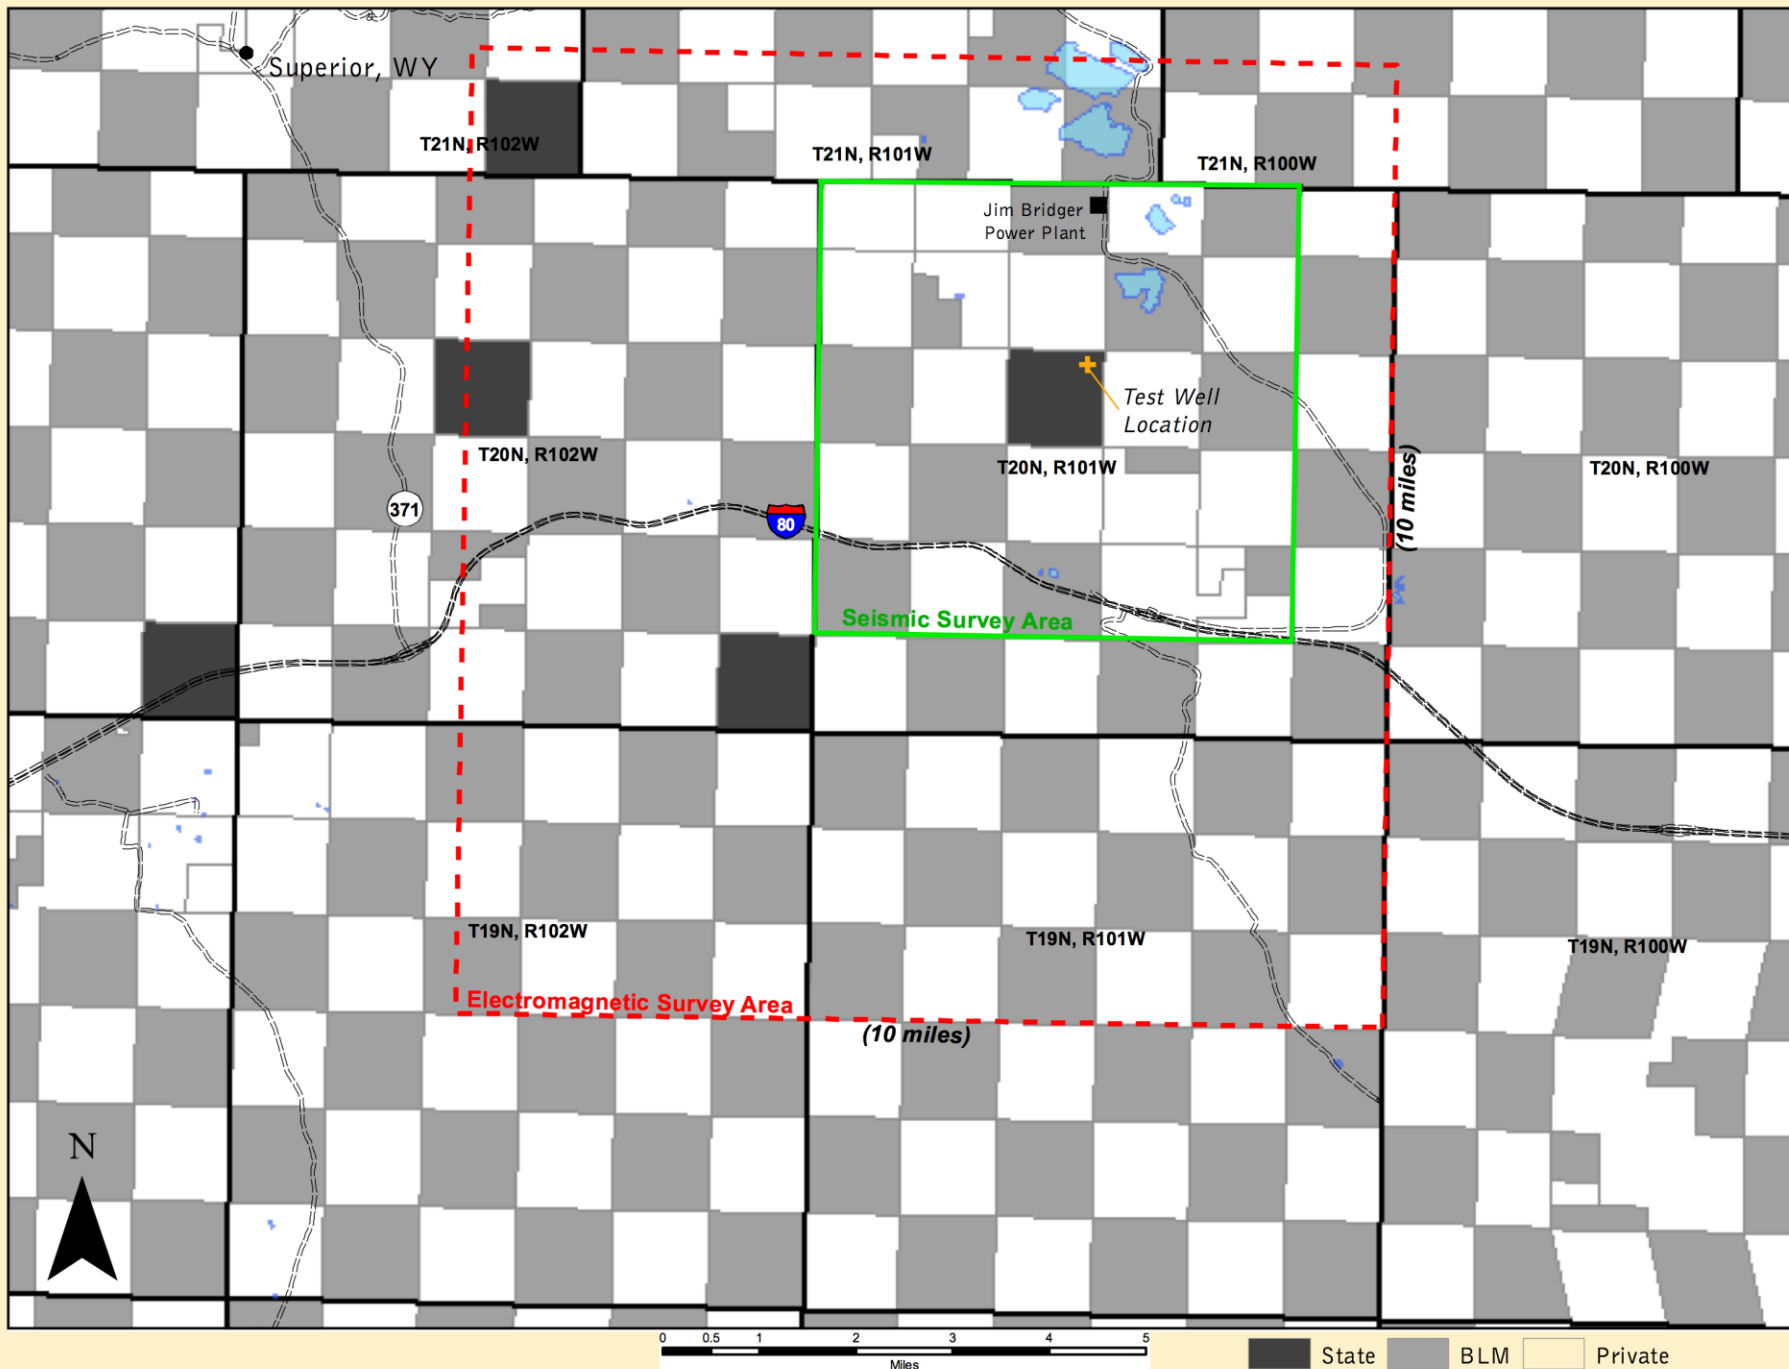 Superior, WY
T21N, R102W
T21N, R101W
T21N, R100W
Jim Bridger
Power Plant
Test Well
Location
T20N, R102W
T20N, R101W
T20N, R100W
(10 miles)
371
80
Seismic Survey Area
T19N, R102W
T19N, R101W
T19N, R100W
Electromagnetic Survey Area
(10 miles)
N
0 0.5 1 2 3 4 5
Miles
State BLM Private